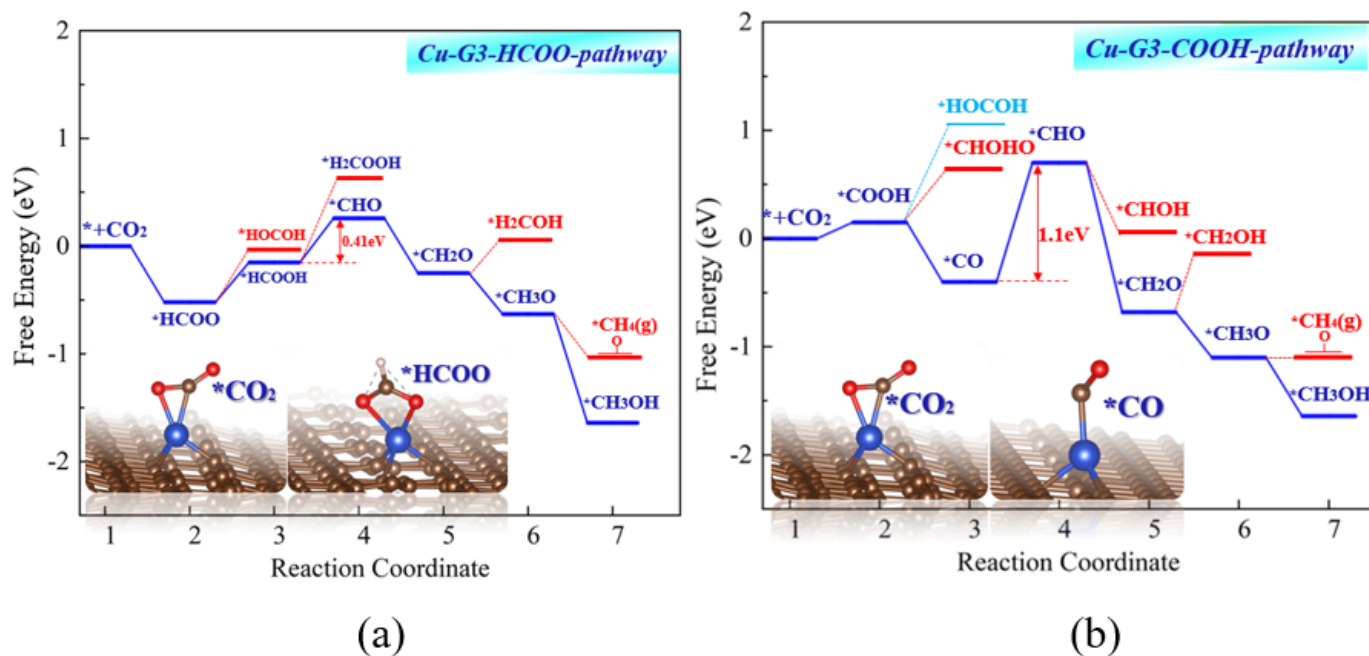 Cu-G3-HCOO-pathway
Free Energy (eV)
2
1
0
-1
-2
*+CO₂
*HCOO
*HOCOH
*HCOOH
*H2COOH
*CHO
0.41eV
*CH2O
*H2COH
*CH3O
*CH₄(g)
O
*CH3OH
*CO₂
*HCOO
1 2 3 4 5 6 7
Reaction Coordinate
(a)
Cu-G3-COOH-pathway
Free Energy (eV)
2
1
0
-1
-2
*+CO₂
*COOH
*HOCOH
*CHOHO
*CO
*CHO
1.1eV
*CHOH
*CH2O
*CH2OH
*CH3O
*CH₄(g)
O
*CH3OH
*CO₂
*CO
1 2 3 4 5 6 7
Reaction Coordinate
(b)